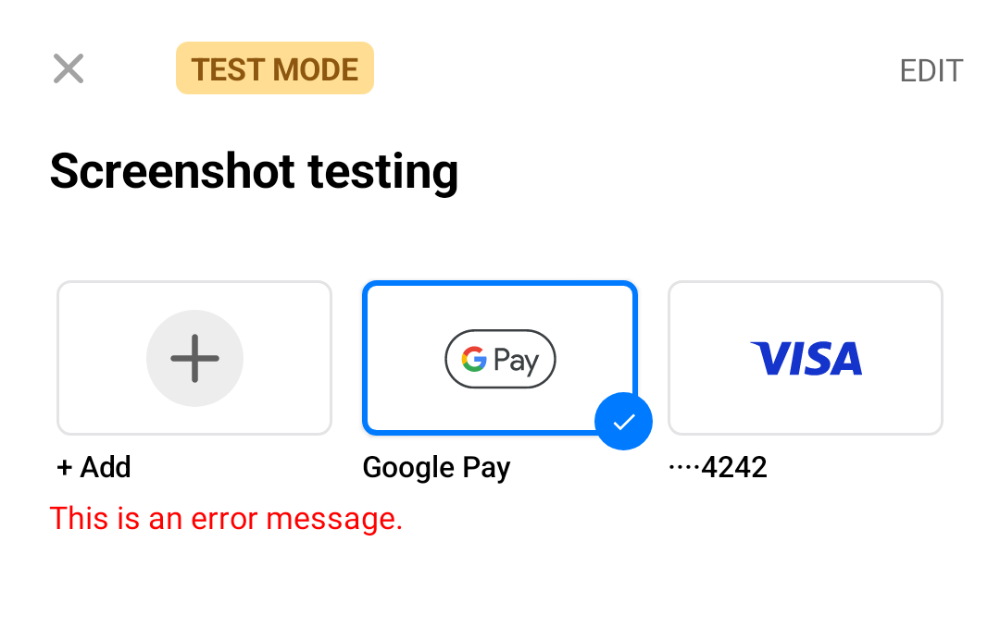 TEST MODE
EDIT
Screenshot testing
G Pay
VISA
+ Add
Google Pay
····4242
This is an error message.